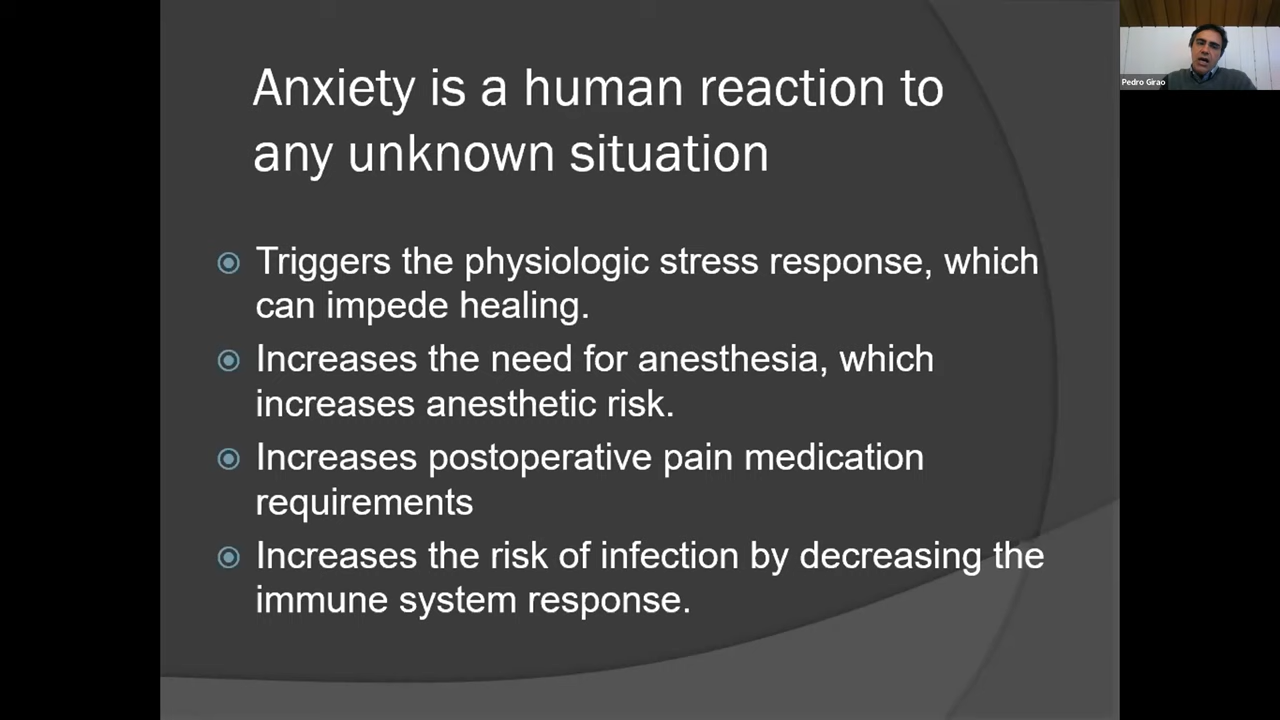 Anxiety is a human reaction to
any unknown situation
Triggers the physiologic stress response, which
can impede healing.
Increases the need for anesthesia, which
increases anesthetic risk.
Increases postoperative pain medication
requirements
Increases the risk of infection by decreasing the
immune system response.
Pedro Girao